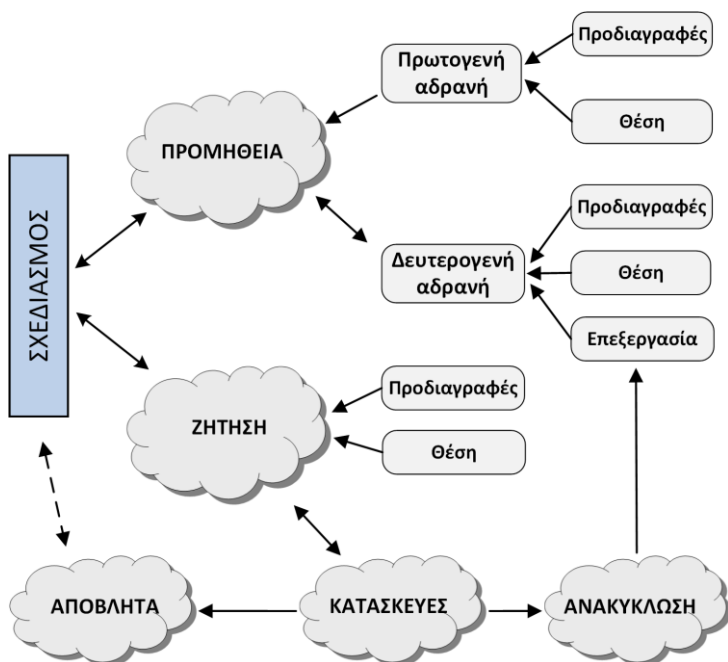 Προδιαγραφές
Πρωτογενή
αδρανή
Θέση
ΠΡΟΜΗΘΕΙΑ
ΣΧΕΔΙΑΣΜΟΣ
Προδιαγραφές
Δευτερογενή
αδρανή
Θέση
Επεξεργασία
Προδιαγραφές
ΖΗΤΗΣΗ
Θέση
ΑΠΟΒΛΗΤΑ
ΚΑΤΑΣΚΕΥΕΣ
ΑΝΑΚΥΚΛΩΣΗ